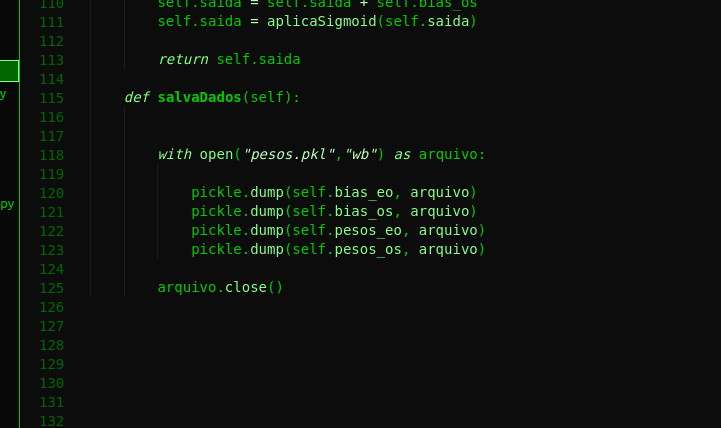 110 self.saida = self.saida + self.bias_os
111 self.saida = aplicaSigmoid(self.saida)
112
113 return self.saida
114
y
115 def salvaDados(self):
116
117
118 with open("pesos.pkl","wb") as arquivo:
119
120 pickle.dump(self.bias_eo, arquivo)
py
121 pickle.dump(self.bias_os, arquivo)
122 pickle.dump(self.pesos_eo, arquivo)
123 pickle.dump(self.pesos_os, arquivo)
124
125 arquivo.close()
126
127
128
129
130
131
132